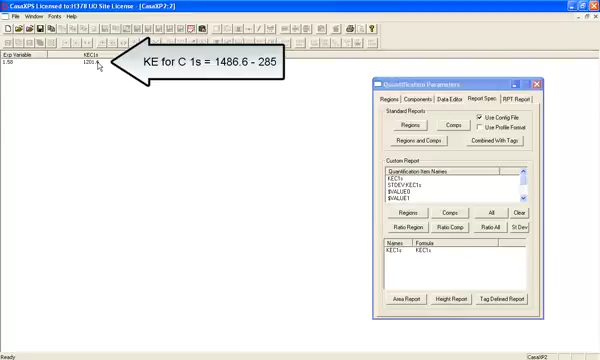 CasaXPS Licensed to:H378 UO Site License - [CasaXP2:2]
File Window Fonts Help
Exp Variable KEC1s
1/50 1201.6
KE for C 1s = 1486.6 - 285
Quantification Parameters
Regions Components Data Editor Report Spec. RPT Report
Standard Reports
Regions Comps
Use Config File
Use Profile Format
Regions and Comps Combined With Tags
Custom Report
Quantification Item Names
KEC1s
STDEV:KEC1s
$VALUE0
$VALUE1
Regions Comps All Clear
Ratio Region Ratio Comp Ratio All St Dev
Names Formula
KEC1s KEC1s
Area Report Height Report Tag Defined Report
Ready CasaXP2